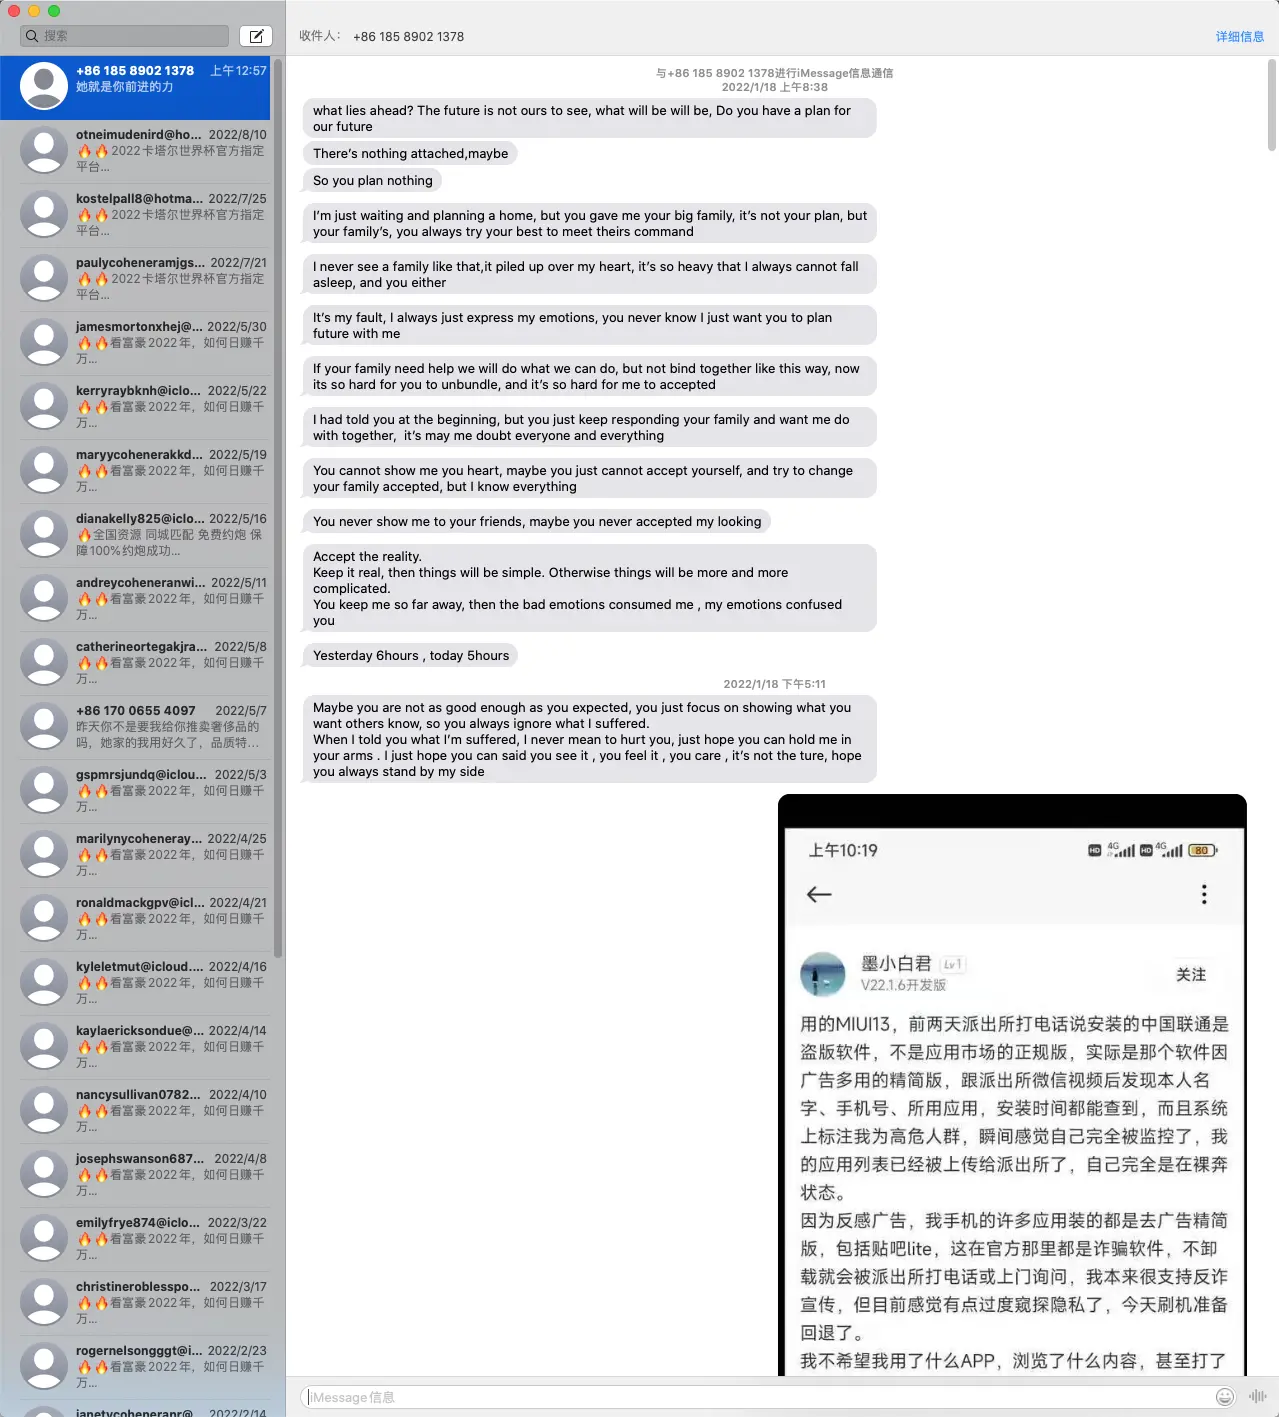 搜索
收件人： +86 185 8902 1378
详细信息
+86 185 8902 1378 上午12:57
她就是你前进的力
otneimudenird@ho... 2022/8/10
🔥🔥2022卡塔尔世界杯官方指定
平台...
kostelpall8@hotma... 2022/7/25
🔥🔥2022卡塔尔世界杯官方指定
平台...
paulycoheneramjgs... 2022/7/21
🔥🔥2022卡塔尔世界杯官方指定
平台...
jamesmortonxhej@... 2022/5/30
🔥🔥看富豪2022年，如何日赚千
万...
kerryraybknh@iclo... 2022/5/22
🔥🔥看富豪2022年，如何日赚千
万...
maryycohenerakkd... 2022/5/19
🔥🔥看富豪2022年，如何日赚千
万...
dianakelly825@iclo... 2022/5/16
🔥全国资源 同城匹配 免费约炮 保
障100%约炮成功...
andreycoheneranwi... 2022/5/11
🔥🔥看富豪2022年，如何日赚千
万...
catherineortegakjra... 2022/5/8
🔥🔥看富豪2022年，如何日赚千
万...
+86 170 0655 4097 2022/5/7
昨天你不是要我给你推卖奢侈品的
吗，她家的我用好久了，品质特...
gspmrsjundq@iclou... 2022/5/3
🔥🔥看富豪2022年，如何日赚千
万...
marilynycoheneray... 2022/4/25
🔥🔥看富豪2022年，如何日赚千
万...
ronaldmackgpv@icl... 2022/4/21
🔥🔥看富豪2022年，如何日赚千
万...
kyleletmut@icloud.... 2022/4/16
🔥🔥看富豪2022年，如何日赚千
万...
kaylaericksondue@... 2022/4/14
🔥🔥看富豪2022年，如何日赚千
万...
nancysullivan0782... 2022/4/10
🔥🔥看富豪2022年，如何日赚千
万...
josephswanson687... 2022/4/8
🔥🔥看富豪2022年，如何日赚千
万...
emilyfrye874@iclo... 2022/3/22
🔥🔥看富豪2022年，如何日赚千
万...
christineroblesspo... 2022/3/17
🔥🔥看富豪2022年，如何日赚千
万...
rogernelsongggt@i... 2022/2/23
🔥🔥看富豪2022年，如何日赚千
万...
janetycoheneranr@... 2022/2/14
与+86 185 8902 1378进行iMessage信息通信
2022/1/18 上午8:38
what lies ahead? The future is not ours to see, what will be will be, Do you have a plan for
our future
There's nothing attached,maybe
So you plan nothing
I'm just waiting and planning a home, but you gave me your big family, it's not your plan, but
your family's, you always try your best to meet theirs command
I never see a family like that,it piled up over my heart, it's so heavy that I always cannot fall
asleep, and you either
It's my fault, I always just express my emotions, you never know I just want you to plan
future with me
If your family need help we will do what we can do, but not bind together like this way, now
its so hard for you to unbundle, and it's so hard for me to accepted
I had told you at the beginning, but you just keep responding your family and want me do
with together, it's may me doubt everyone and everything
You cannot show me you heart, maybe you just cannot accept yourself, and try to change
your family accepted, but I know everything
You never show me to your friends, maybe you never accepted my looking
Accept the reality.
Keep it real, then things will be simple. Otherwise things will be more and more
complicated.
You keep me so far away, then the bad emotions consumed me , my emotions confused
you
Yesterday 6hours , today 5hours
2022/1/18 下午5:11
Maybe you are not as good enough as you expected, you just focus on showing what you
want others know, so you always ignore what I suffered.
When I told you what I'm suffered, I never mean to hurt you, just hope you can hold me in
your arms . I just hope you can said you see it , you feel it , you care , it's not the ture, hope
you always stand by my side
上午10:19 HD 4G HD 4G 80
墨小白君 Lv1
V22.1.6开发版
关注
用的MIUI13，前两天派出所打电话说安装的中国联通是
盗版软件，不是应用市场的正规版，实际是那个软件因
广告多用的精简版，跟派出所微信视频后发现本人名
字、手机号、所用应用，安装时间都能查到，而且系统
上标注我为高危人群，瞬间感觉自己完全被监控了，我
的应用列表已经被上传给派出所了，自己完全是在裸奔
状态。
因为反感广告，我手机的许多应用装的都是去广告精简
版，包括贴吧lite，这在官方那里都是诈骗软件，不卸
载就会被派出所打电话或上门询问，我本来很支持反诈
宣传，但目前感觉有点过度窥探隐私了，今天刷机准备
回退了。
我不希望我用了什么APP，浏览了什么内容，甚至打了
iMessage信息